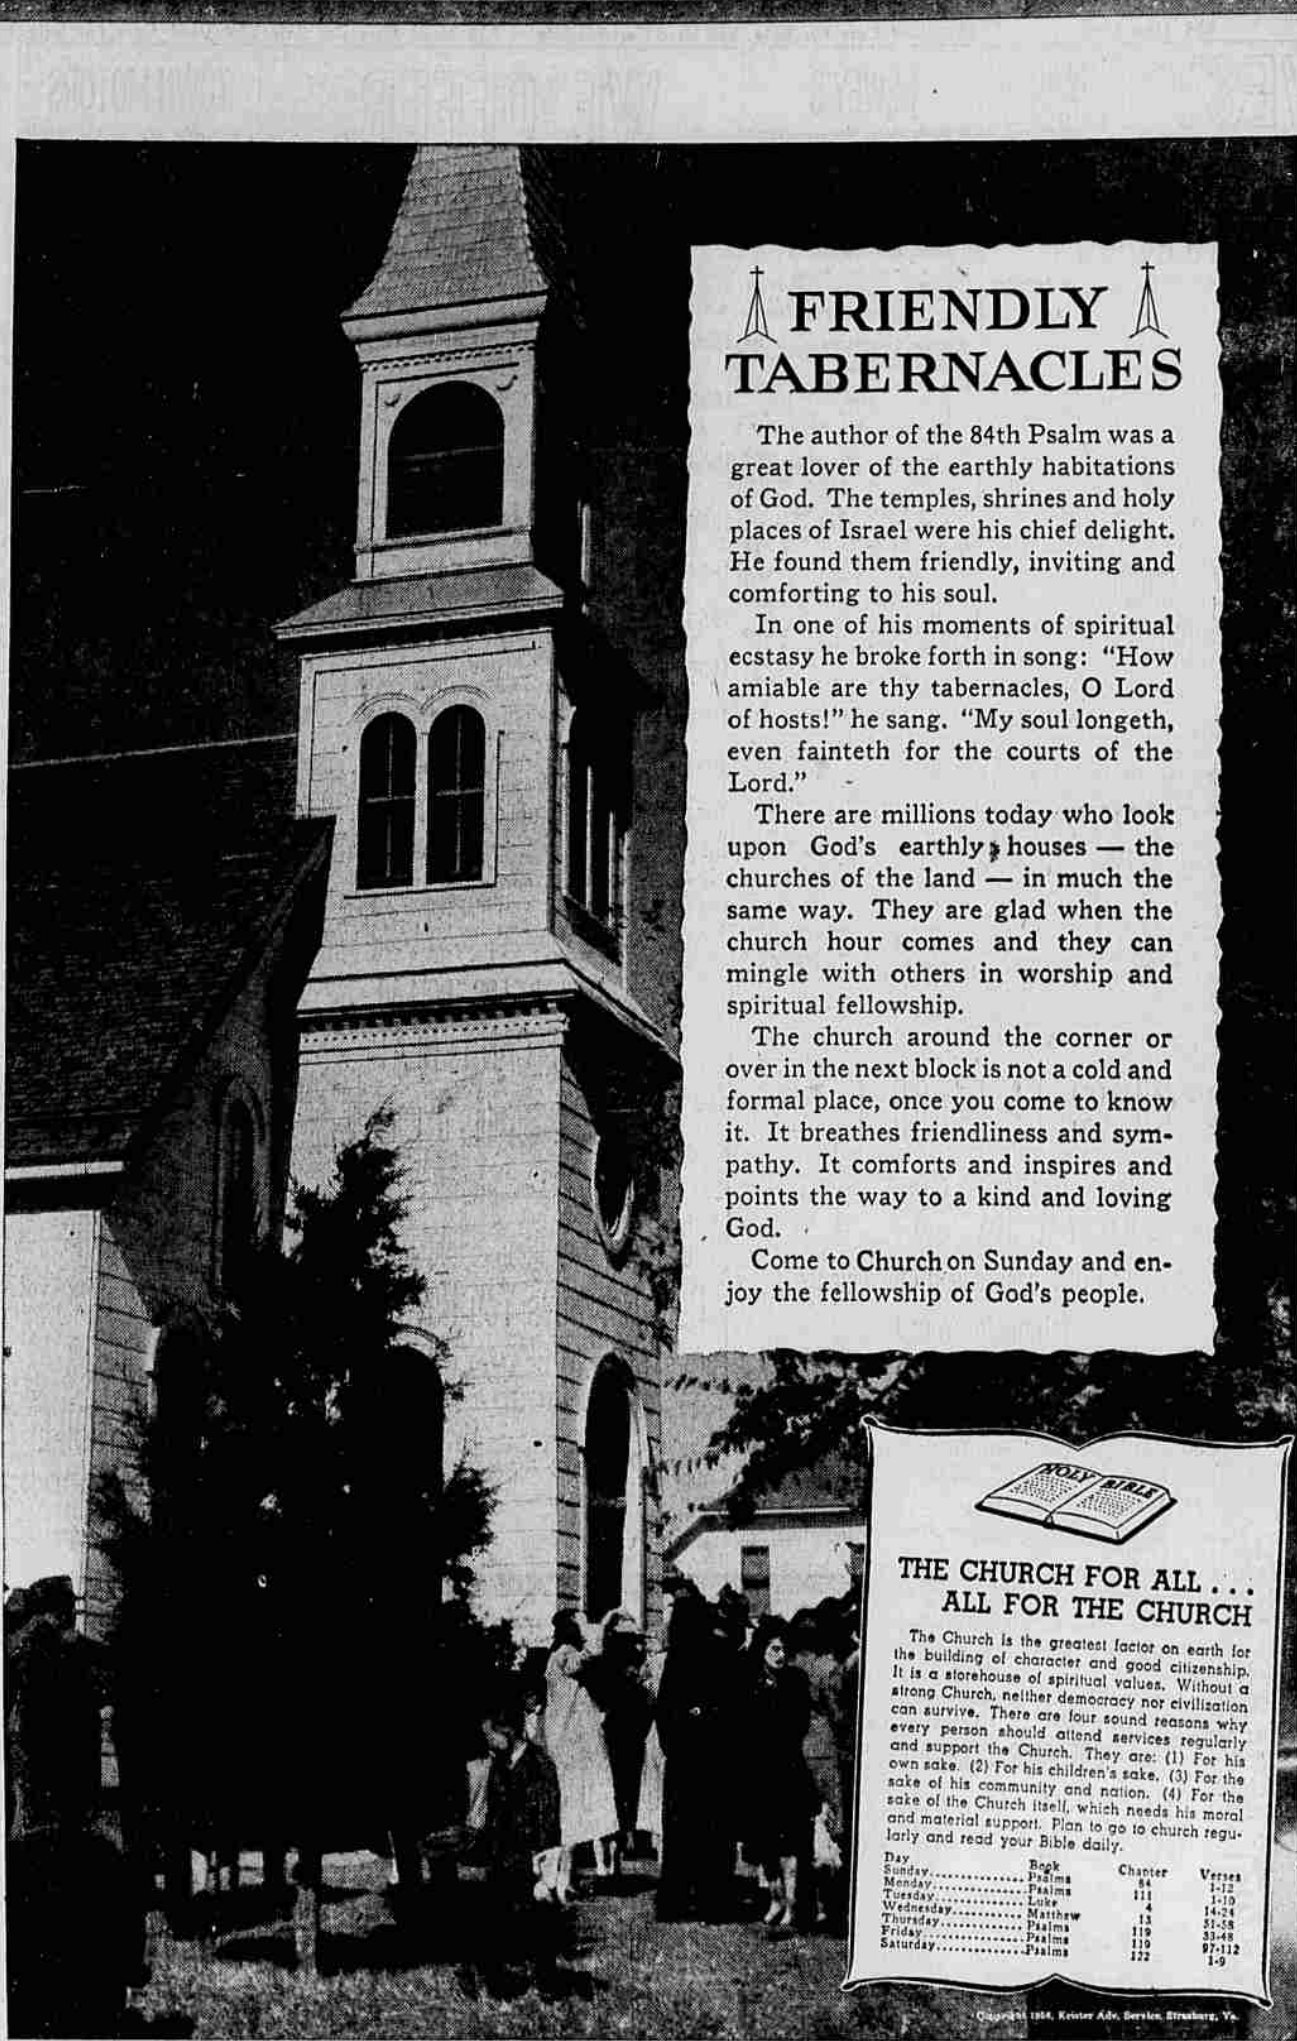 FRIENDLY
TABERNACLES
The author of the 84th Psalm was a
great lover of the earthly habitations
of God. The temples, shrines and holy
places of Israel were his chief delight.
He found them friendly, inviting and
comforting to his soul.
In one of his moments of spiritual
ecstasy he broke forth in song: "How
amiable are thy tabernacles, O Lord
of hosts!" he sang. "My soul longeth,
even fainteth for the courts of the
Lord."
There are millions today who look
upon God's earthly houses — the
churches of the land — in much the
same way. They are glad when the
church hour comes and they can
mingle with others in worship and
spiritual fellowship.
The church around the corner or
over in the next block is not a cold and
formal place, once you come to know
it. It breathes friendliness and sym-
pathy. It comforts and inspires and
points the way to a kind and loving
God.
Come to Church on Sunday and en-
joy the fellowship of God's people.
HOLY BIBLE
THE CHURCH FOR ALL . . .
ALL FOR THE CHURCH
The Church is the greatest factor on earth for
the building of character and good citizenship.
It is a storehouse of spiritual values. Without a
strong Church, neither democracy nor civilization
can survive. There are four sound reasons why
every person should attend services regularly
and support the Church. They are: (1) For his
own sake. (2) For his children's sake. (3) For the
sake of his community and nation. (4) For the
sake of the Church itself, which needs his moral
and material support. Plan to go to church regu-
larly and read your Bible daily.
Day Book Chapter Verses
Sunday Psalms 84 1-12
Monday Psalms 111 1-10
Tuesday Luke 4 14-24
Wednesday Matthew 13 51-58
Thursday Psalms 119 33-48
Friday Psalms 119 97-112
Saturday Psalms 122 1-9
Copyright Keister Adv. Service, Strasburg, Va.